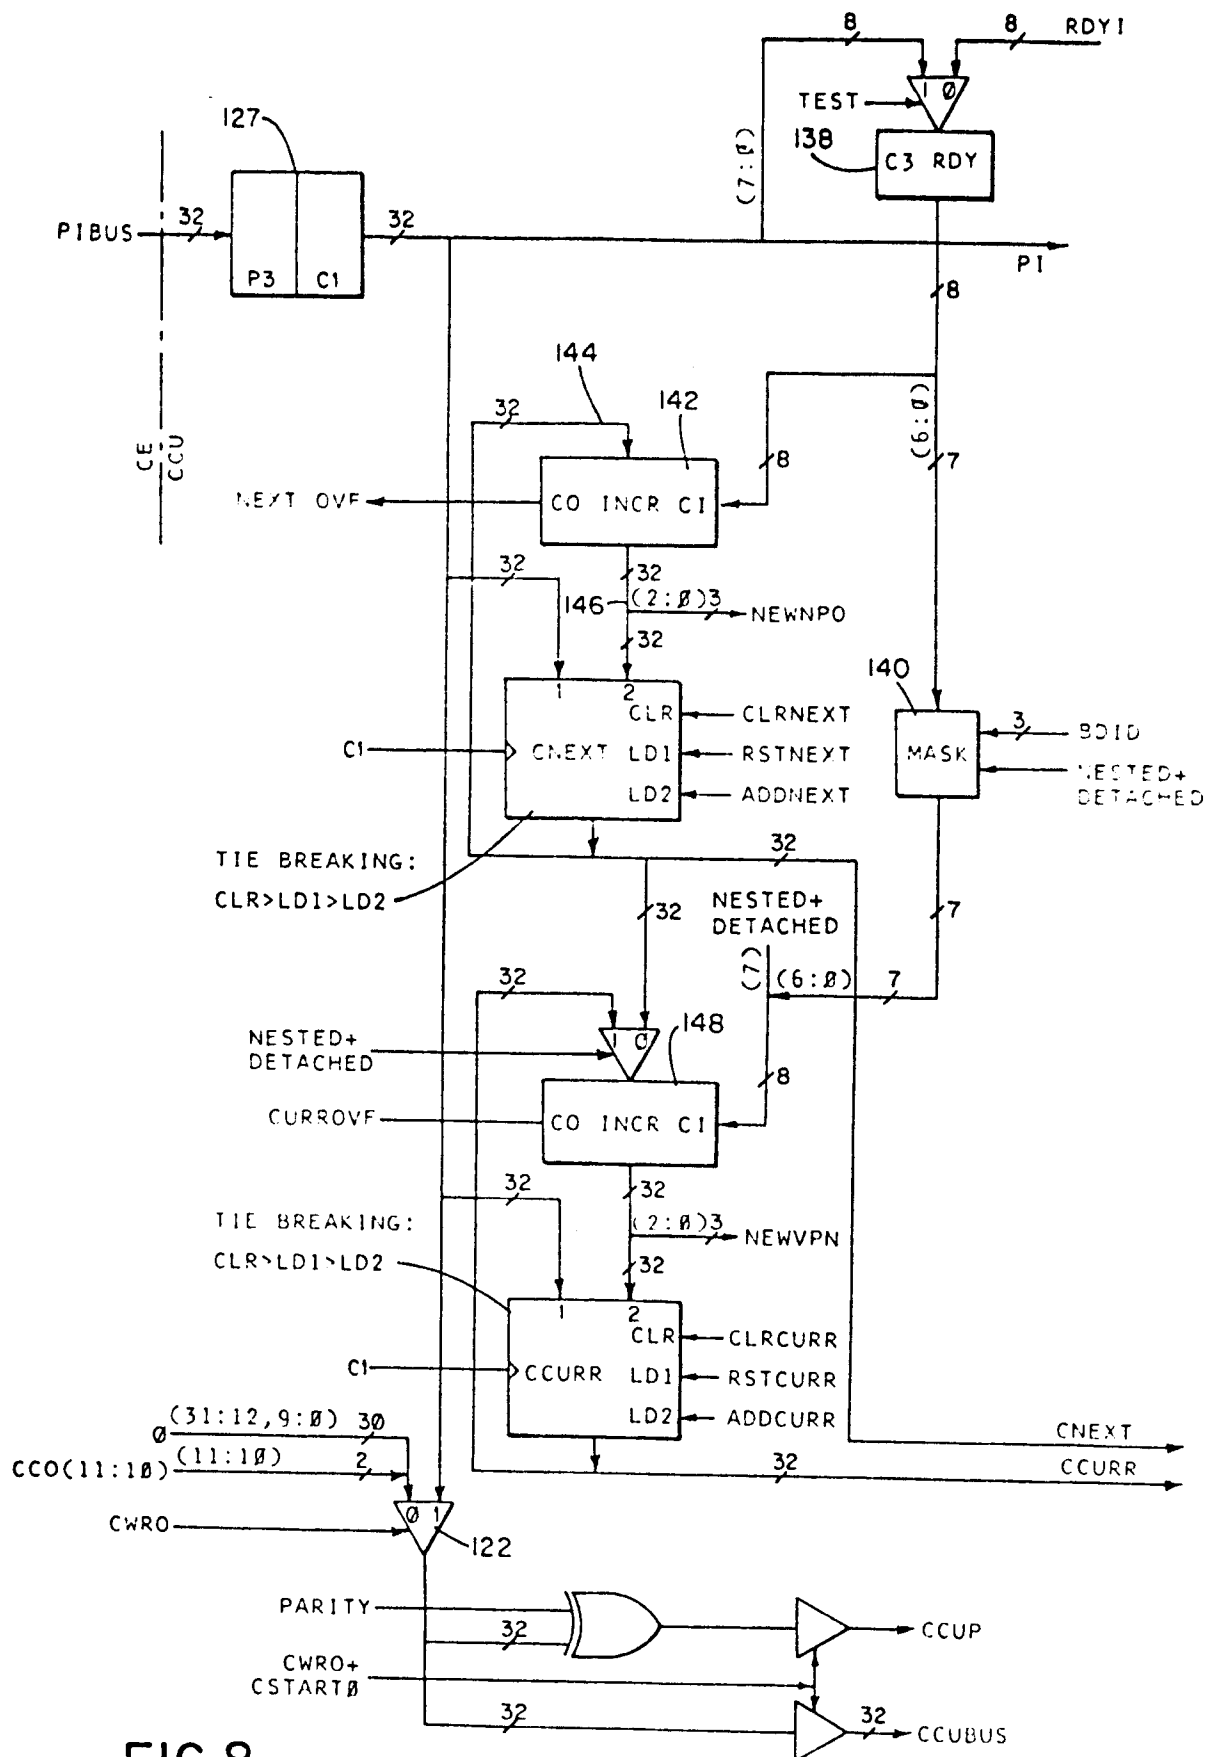 8
8
RDYI
1 Ø
TEST
127
138
C3 RDY
(7:0)
PIBUS
32
32
P3
C1
PI
8
144
142
32
(6:0)
CE
CCU
8
7
NEXT OVF
CO INCR CI
32
32
146
(2:Ø)3
NEWNPO
32
140
1
2
CLR
CLRNEXT
3
BDID
C1
CNEXT
LD1
RSTNEXT
MASK
NESTED+
DETACHED
LD2
ADDNEXT
TIE BREAKING:
32
CLR>LD1>LD2
NESTED+
DETACHED
32
7
(7)
(6:Ø)
7
32
148
NESTED+
DETACHED
1 0
8
CURROVF
CO INCR CI
32
32
TIE BREAKING:
(2:Ø)3
NEWVPN
CLR>LD1>LD2
32
1
2
CLR
CLRCURR
C1
CCURR
LD1
RSTCURR
LD2
ADDCURR
Ø
(31:12,9:Ø)
30
CNEXT
CCO(11:1Ø)
(11:1Ø)
2
32
CCURR
Ø 1
CWRO
122
PARITY
32
CCUP
CWRO+
CSTARTØ
32
32
CCUBUS
FIG.8